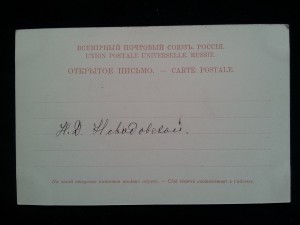 ВСЕМІРНЫЙ ПОЧТОВЫЙ СОЮЗЪ. РОССІЯ.
UNION POSTALE UNIVERSELLE. RUSSIE.
ОТКРЫТОЕ ПИСЬМО. — CARTE POSTALE.
Н. Д. Неводовской.